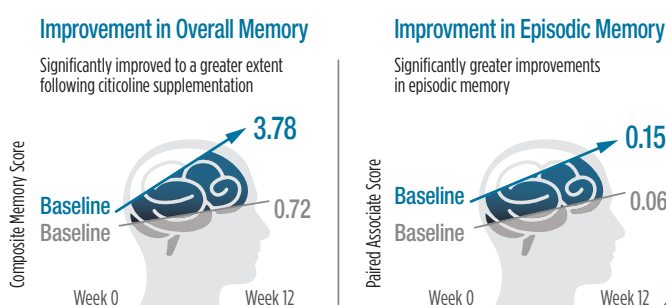 Improvement in Overall Memory
Significantly improved to a greater extent
following citicoline supplementation
Composite Memory Score
3.78
Baseline
Baseline
0.72
Week 0
Week 12
Improvment in Episodic Memory
Significantly greater improvements
in episodic memory
Paired Associate Score
0.15
Baseline
Baseline
0.06
Week 0
Week 12